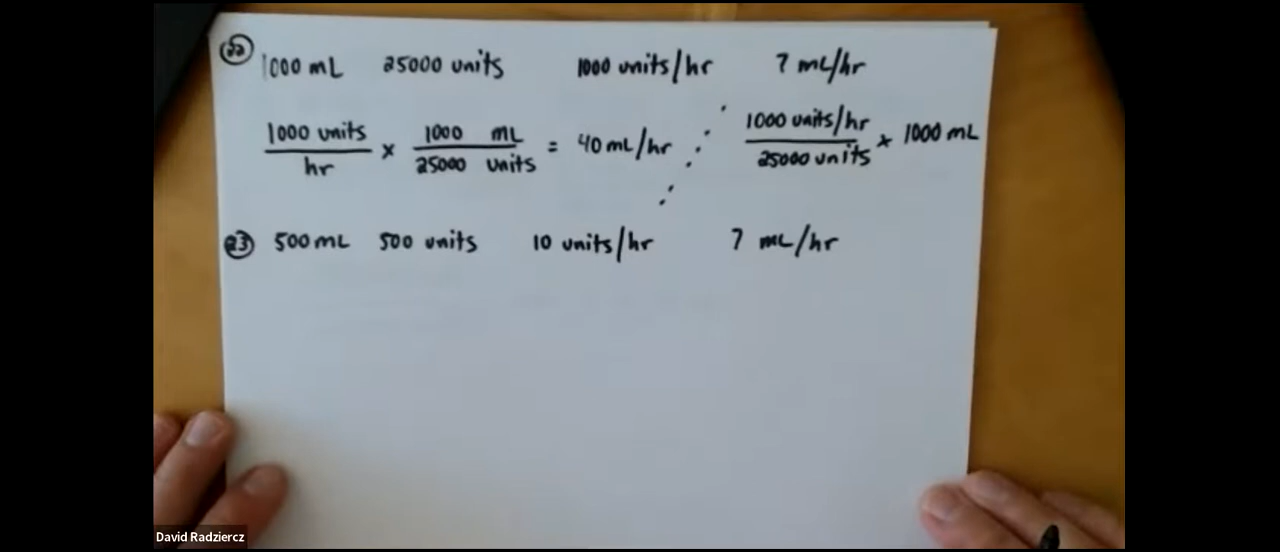 22 1000 mL 25000 units 1000 units/hr ? mL/hr
1000 units/hr × 1000 mL/25000 units = 40 mL/hr 1000 units/hr/25000 units × 1000 mL
23 500 mL 500 units 10 units/hr ? mL/hr
David Radziercz